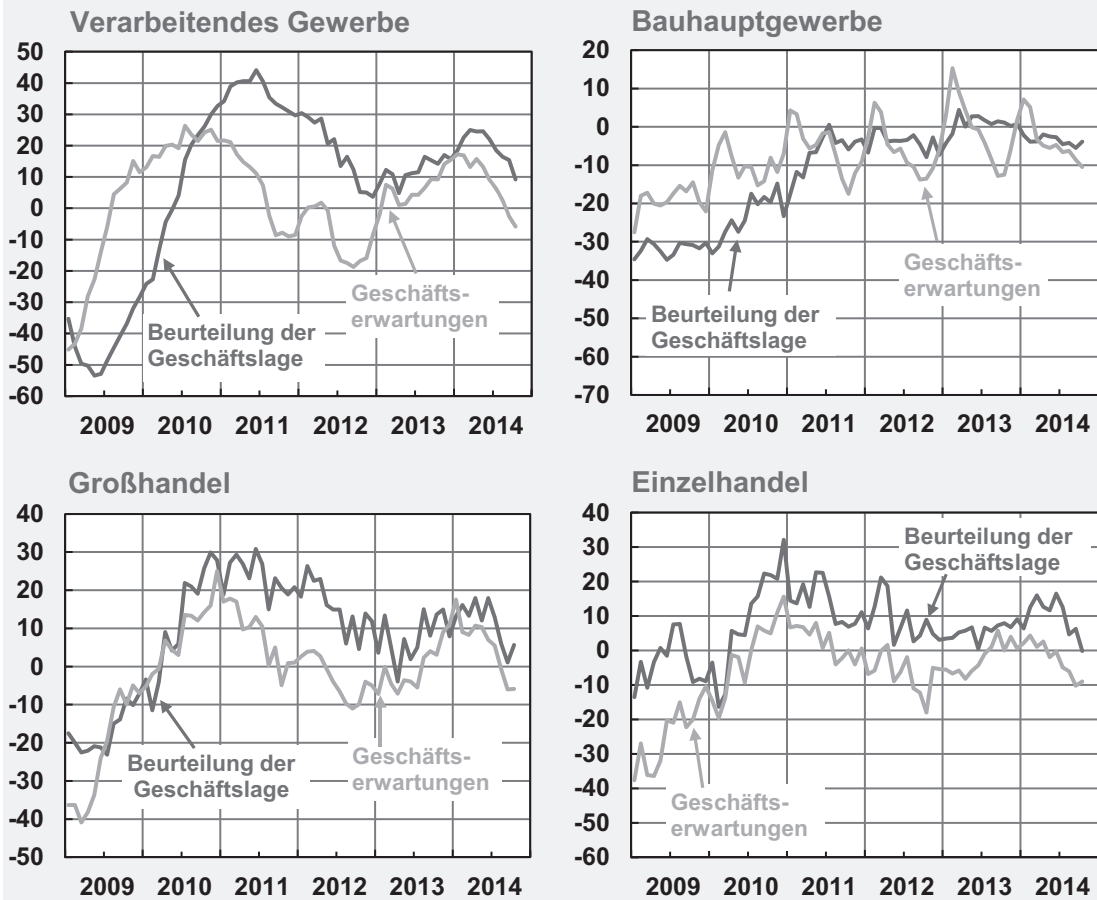 Verarbeitendes Gewerbe
50
40
30
20
10
0
-10
-20
-30
-40
-50
-60
Geschäfts-
erwartungen
Beurteilung der
Geschäftslage
2009 2010 2011 2012 2013 2014
Bauhauptgewerbe
20
10
0
-10
-20
-30
-40
-50
-60
-70
Geschäfts-
erwartungen
Beurteilung der
Geschäftslage
2009 2010 2011 2012 2013 2014
Großhandel
40
30
20
10
0
-10
-20
-30
-40
-50
Beurteilung der
Geschäftslage
Geschäfts-
erwartungen
2009 2010 2011 2012 2013 2014
Einzelhandel
40
30
20
10
0
-10
-20
-30
-40
-50
-60
Beurteilung der
Geschäftslage
Geschäfts-
erwartungen
2009 2010 2011 2012 2013 2014